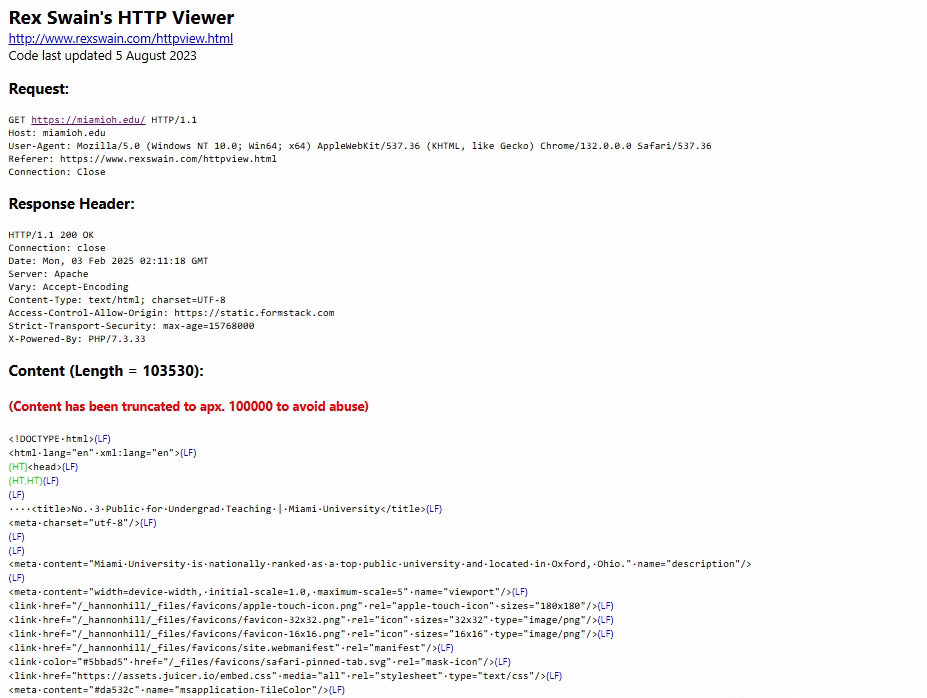 Rex Swain's HTTP Viewer
http://www.rexswain.com/httpview.html
Code last updated 5 August 2023
Request:
GET https://miamioh.edu/ HTTP/1.1
Host: miamioh.edu
User-Agent: Mozilla/5.0 (Windows NT 10.0; Win64; x64) AppleWebKit/537.36 (KHTML, like Gecko) Chrome/132.0.0.0 Safari/537.36
Referer: https://www.rexswain.com/httpview.html
Connection: Close
Response Header:
HTTP/1.1 200 OK
Connection: close
Date: Mon, 03 Feb 2025 02:11:18 GMT
Server: Apache
Vary: Accept-Encoding
Content-Type: text/html; charset=UTF-8
Access-Control-Allow-Origin: https://static.formstack.com
Strict-Transport-Security: max-age=15768000
X-Powered-By: PHP/7.3.33
Content (Length = 103530):
(Content has been truncated to apx. 100000 to avoid abuse)
<!DOCTYPE·html>(LF)
<html·lang="en"·xml:lang="en">(LF)
(HT)<head>(LF)
(HT,HT)(LF)
(LF)
····<title>No.·3·Public·for·Undergrad·Teaching·|·Miami·University</title>(LF)
<meta·charset="utf-8"/>(LF)
(LF)
(LF)
<meta·content="Miami·University·is·nationally·ranked·as·a·top·public·university·and·located·in·Oxford,·Ohio."·name="description"/>
(LF)
<meta·content="width=device-width,·initial-scale=1.0,·maximum-scale=5"·name="viewport"/>(LF)
<link·href="/_hannonhill/_files/favicons/apple-touch-icon.png"·rel="apple-touch-icon"·sizes="180x180"/>(LF)
<link·href="/_hannonhill/_files/favicons/favicon-32x32.png"·rel="icon"·sizes="32x32"·type="image/png"/>(LF)
<link·href="/_hannonhill/_files/favicons/favicon-16x16.png"·rel="icon"·sizes="16x16"·type="image/png"/>(LF)
<link·href="/_hannonhill/_files/favicons/site.webmanifest"·rel="manifest"/>(LF)
<link·color="#5bbad5"·href="/_files/favicons/safari-pinned-tab.svg"·rel="mask-icon"/>(LF)
<link·href="https://assets.juicer.io/embed.css"·media="all"·rel="stylesheet"·type="text/css"/>(LF)
<meta·content="#da532c"·name="msapplication-TileColor"/>(LF)